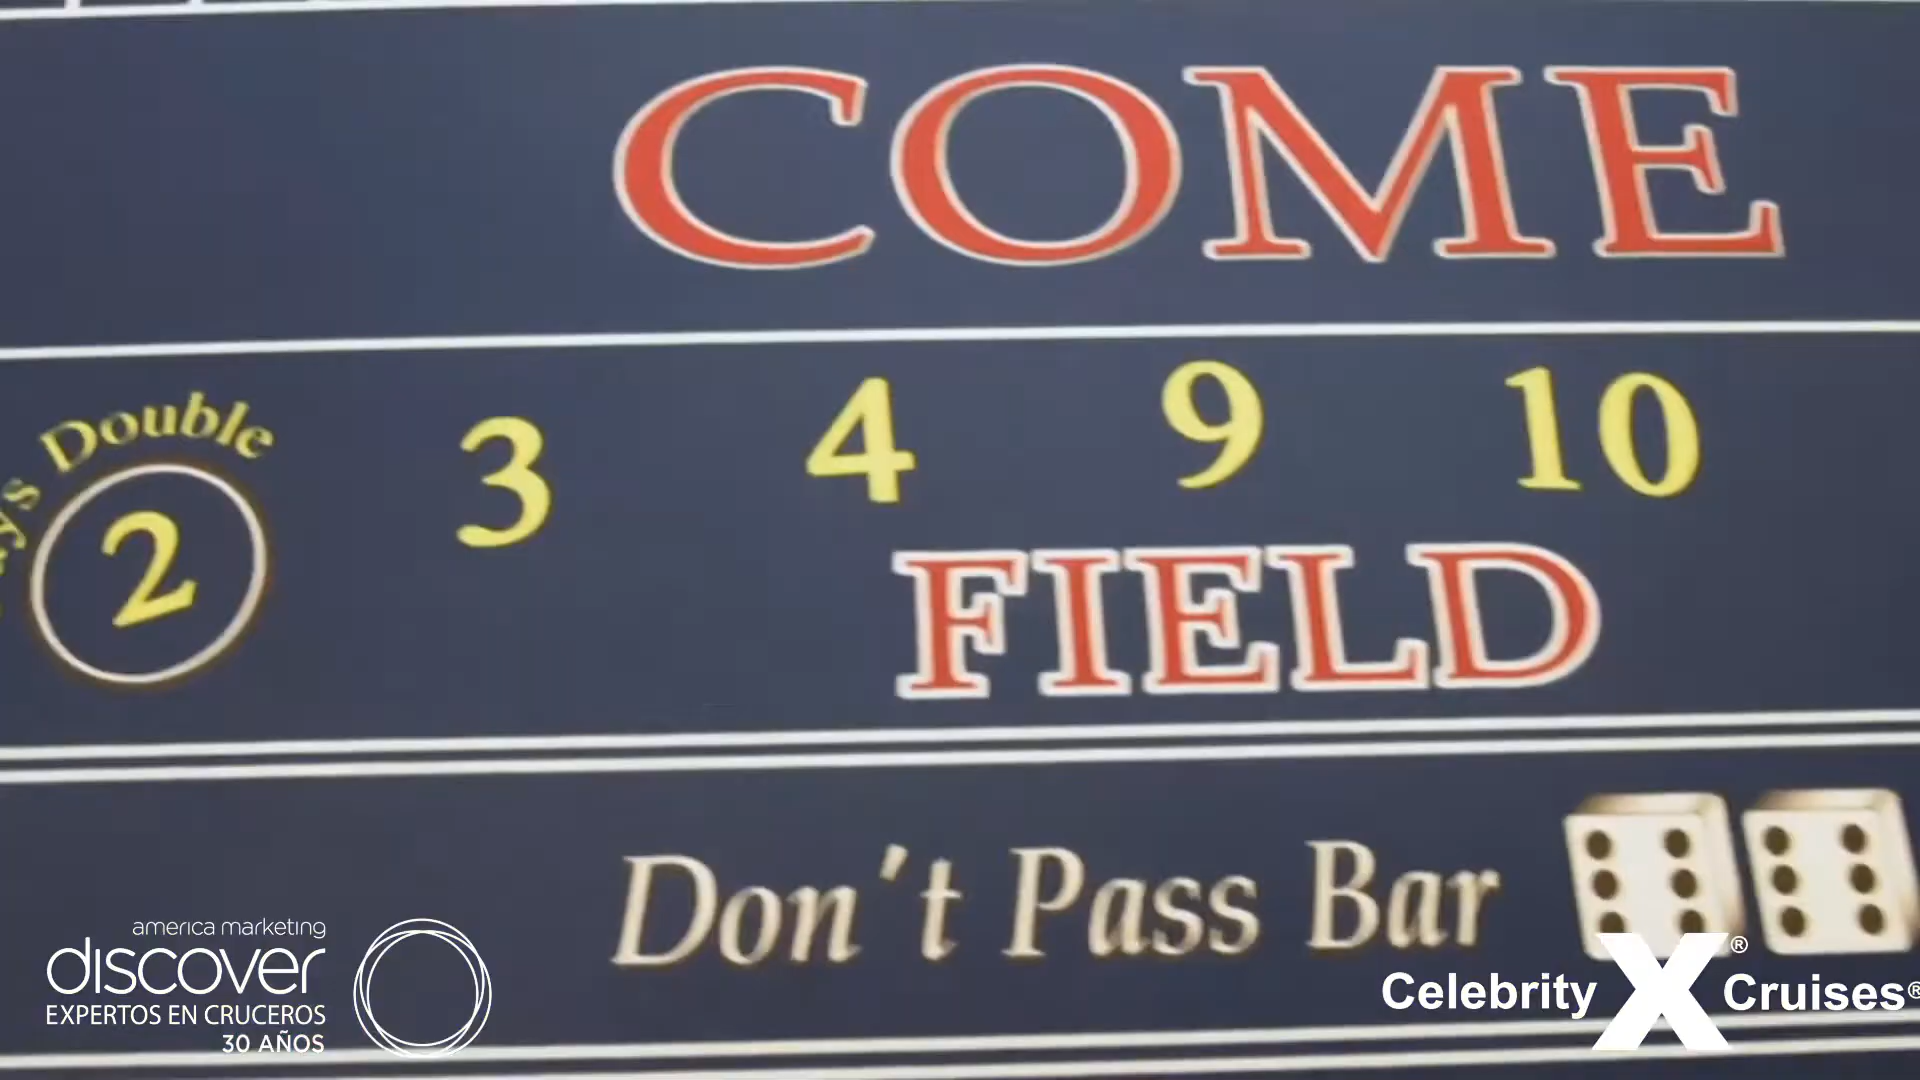 COME
Double
2 3 4 9 10
FIELD
Don't Pass Bar
america marketing
discover
EXPERTOS EN CRUCEROS
30 AÑOS
Celebrity X® Cruises®